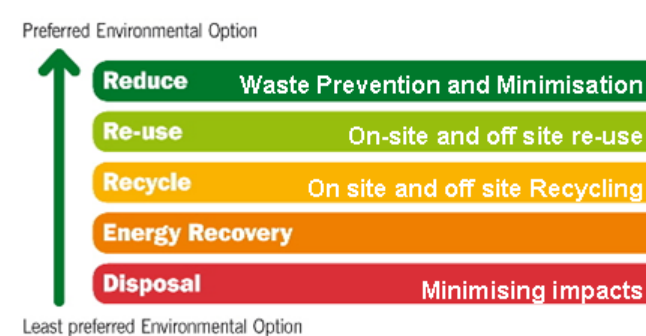 Preferred Environmental Option
Reduce Waste Prevention and Minimisation
Re-use On-site and off site re-use
Recycle On site and off site Recycling
Energy Recovery
Disposal Minimising impacts
Least preferred Environmental Option